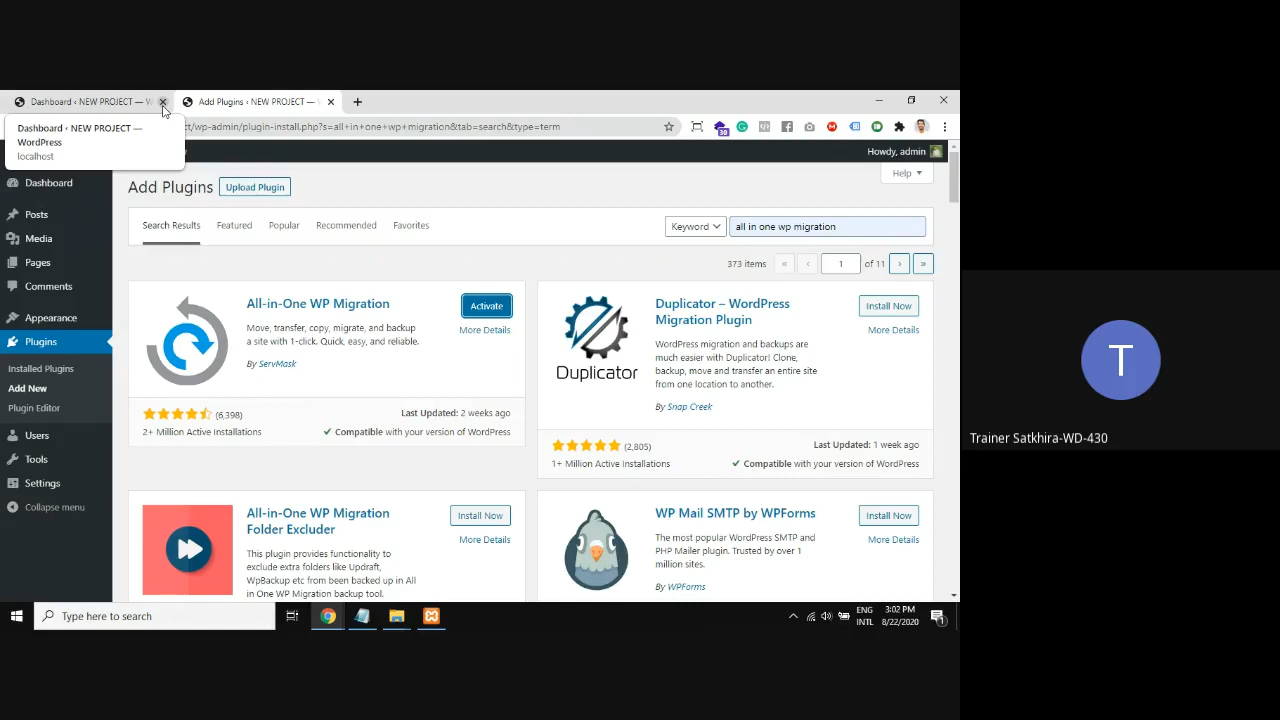 Dashboard ‹ NEW PROJECT — W
Add Plugins ‹ NEW PROJECT —
Dashboard ‹ NEW PROJECT —
WordPress
localhost
ct/wp-admin/plugin-install.php?s=all+in+one+wp+migration&tab=search&type=term
30
Howdy, admin
Dashboard
Posts
Media
Pages
Comments
Appearance
Plugins
Installed Plugins
Add New
Plugin Editor
Users
Tools
Settings
Collapse menu
Add Plugins
Upload Plugin
Help
Search Results
Featured
Popular
Recommended
Favorites
Keyword
all in one wp migration
373 items
«
‹
1
of 11
›
»
All-in-One WP Migration
Activate
More Details
Move, transfer, copy, migrate, and backup
a site with 1-click. Quick, easy, and reliable.
By ServMask
(6,398)
Last Updated: 2 weeks ago
2+ Million Active Installations
Compatible with your version of WordPress
Duplicator
Duplicator – WordPress
Migration Plugin
Install Now
More Details
WordPress migration and backups are
much easier with Duplicator! Clone,
backup, move and transfer an entire site
from one location to another.
By Snap Creek
(2,805)
Last Updated: 1 week ago
1+ Million Active Installations
Compatible with your version of WordPress
All-in-One WP Migration
Folder Excluder
Install Now
More Details
This plugin provides functionality to
exclude extra folders like Updraft,
WpBackup etc from been backed up in All
in One WP Migration backup tool.
WP Mail SMTP by WPForms
Install Now
More Details
The most popular WordPress SMTP and
PHP Mailer plugin. Trusted by over 1
million sites.
By WPForms
Type here to search
ENG
INTL
3:02 PM
8/22/2020
1
T
Trainer Satkhira-WD-430